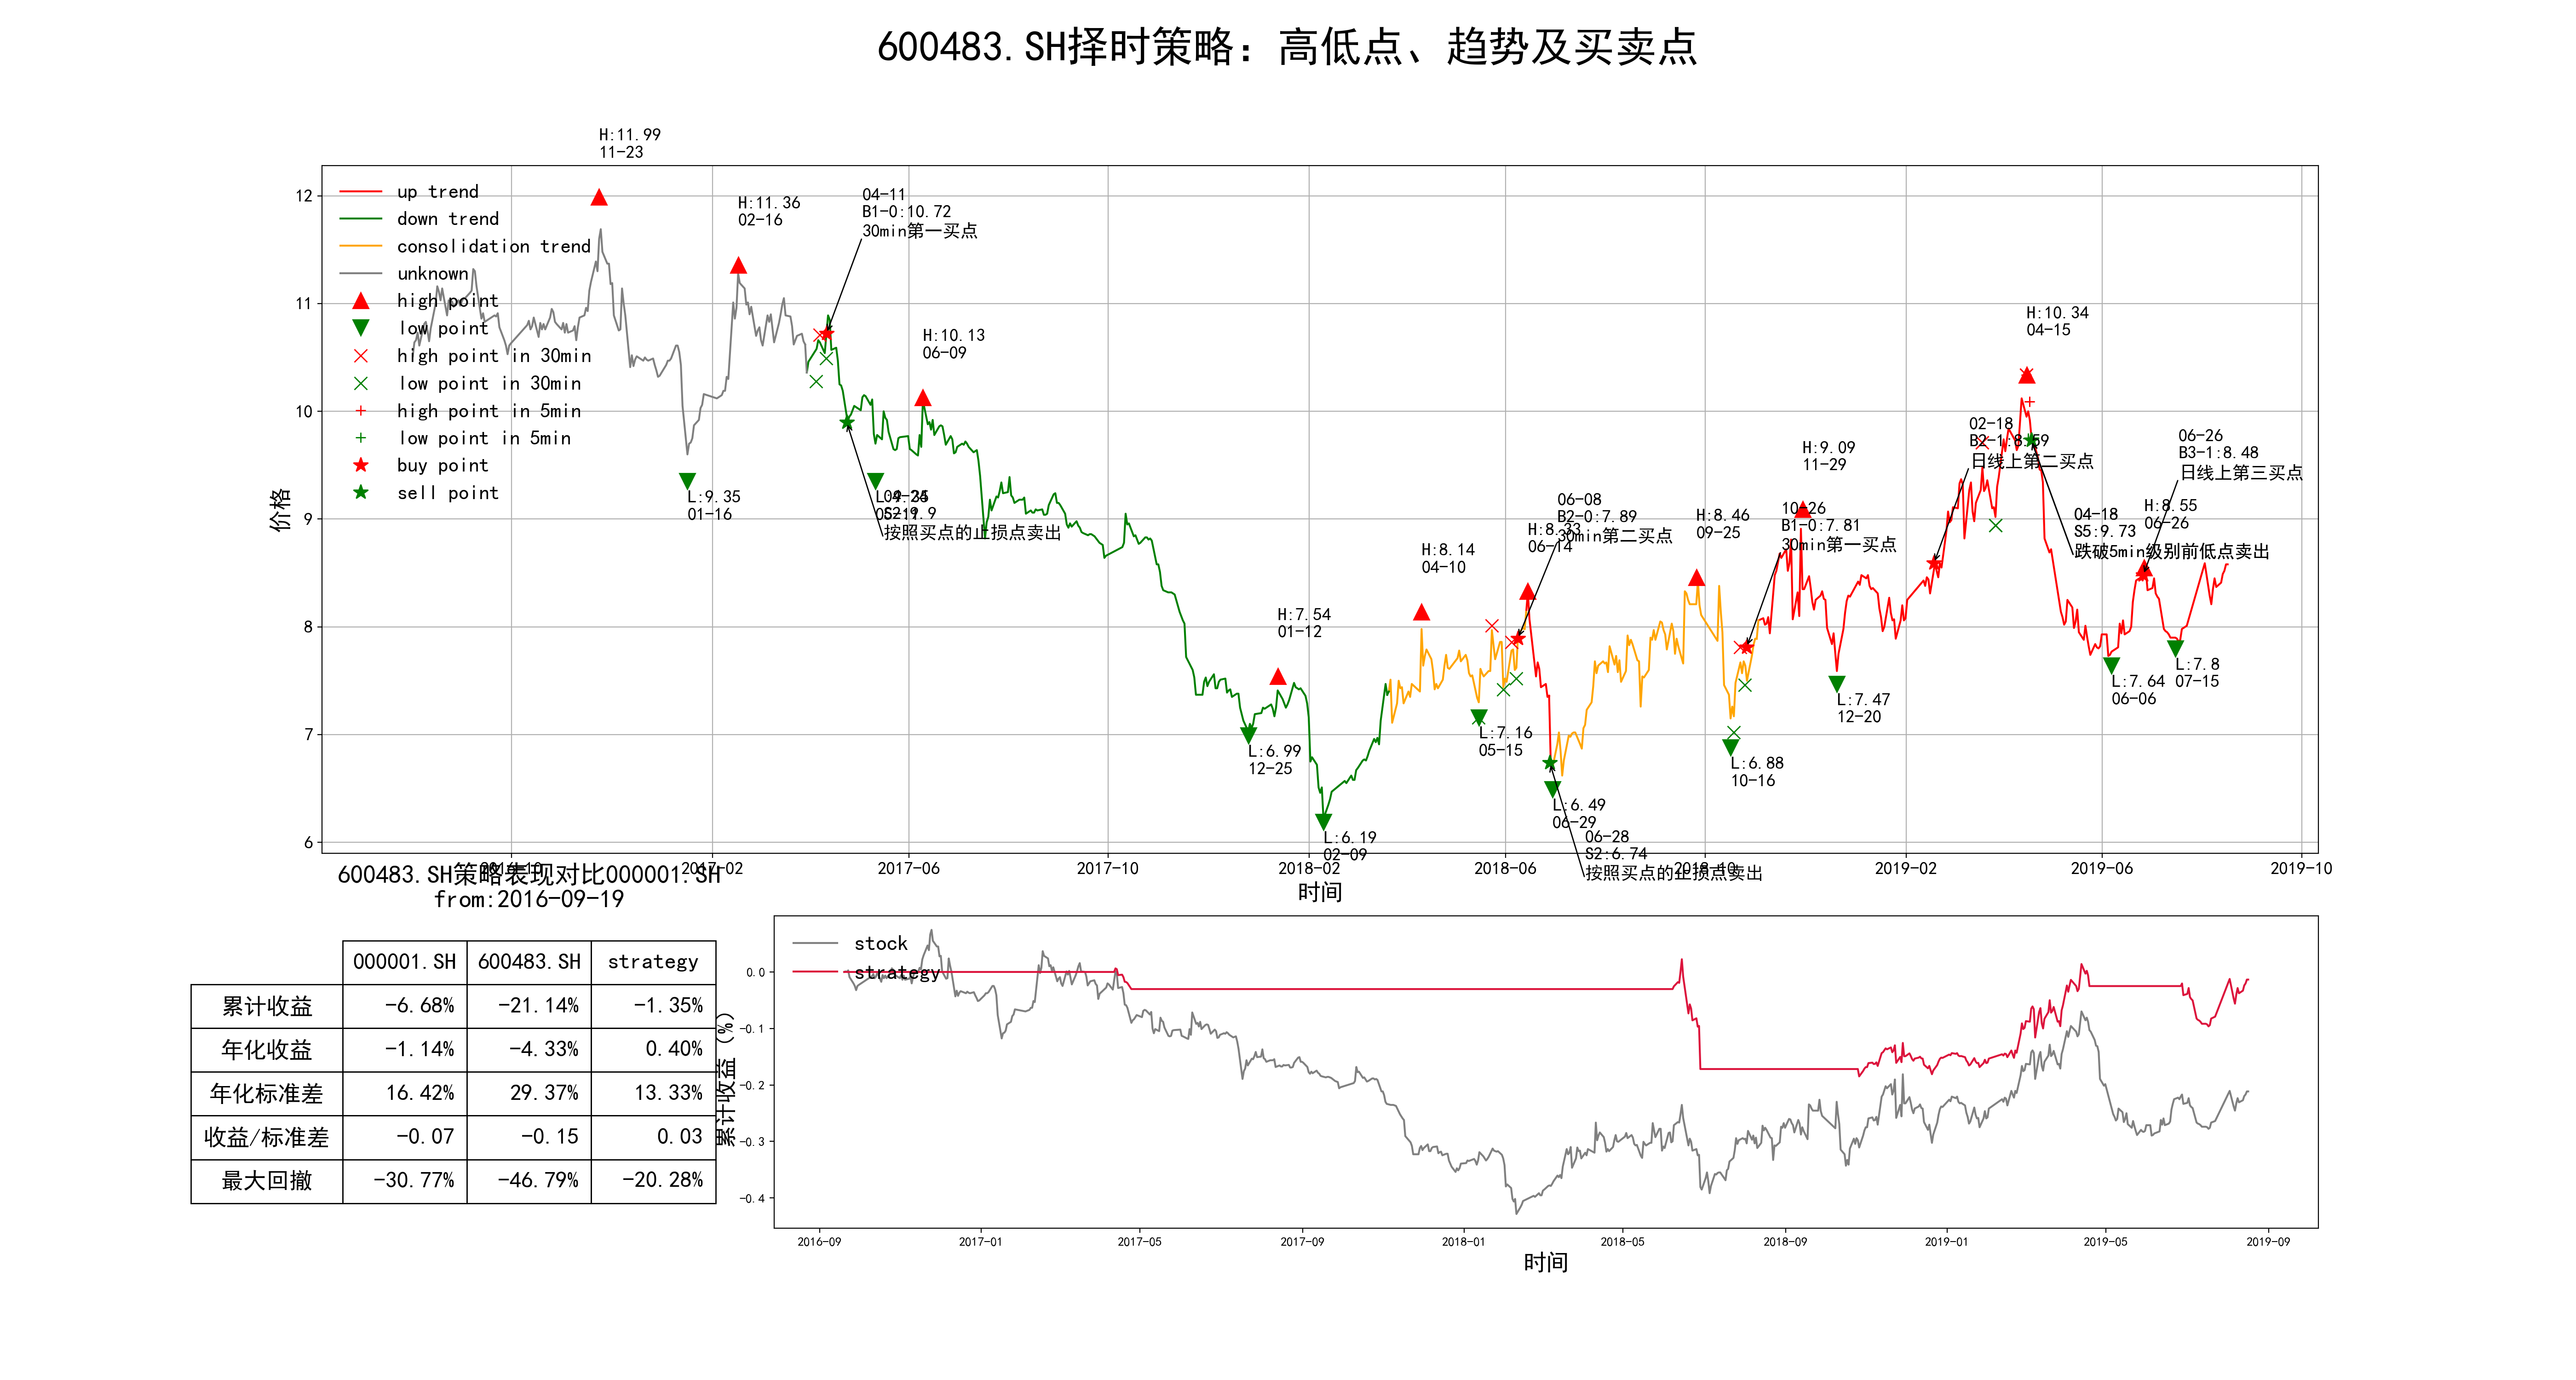 600483.SH择时策略：高低点、趋势及买卖点
H:11.99
11-23
H:11.36
02-16
04-11
B1-0:10.72
30min第一买点
H:10.13
06-09
up trend
down trend
consolidation trend
unknown
high point
low point
high point in 30min
low point in 30min
high point in 5min
low point in 5min
buy point
sell point
L:9.35
01-16
按照买点的止损点卖出
H:7.54
01-12
L:6.99
12-25
L:6.19
02-09
H:8.14
04-10
L:7.16
05-15
H:8.33
06-14
06-08
B2-0:7.89
30min第二买点
L:6.49
06-29
06-28
S2:6.74
按照买点的止损点卖出
H:8.46
09-25
10-26
B1-0:7.81
30min第一买点
L:6.88
10-16
H:9.09
11-29
L:7.47
12-20
02-18
B2-1:8.59
日线上第二买点
H:10.34
04-15
04-18
S5:9.73
跌破5min级别前低点卖出
06-26
B3-1:8.48
日线上第三买点
H:8.55
06-26
L:7.64
06-06
L:7.8
07-15
价格
12
11
10
9
8
7
6
2016-10
2017-02
2017-06
2017-10
2018-02
2018-06
2018-10
2019-02
2019-06
2019-10
时间
600483.SH策略表现对比000001.SH
from:2016-09-19
000001.SH 600483.SH strategy
累计收益 -6.68% -21.14% -1.35%
年化收益 -1.14% -4.33% 0.40%
年化标准差 16.42% 29.37% 13.33%
收益/标准差 -0.07 -0.15 0.03
最大回撤 -30.77% -46.79% -20.28%
累计收益（%）
stock
strategy
0.0
-0.1
-0.2
-0.3
-0.4
2016-09
2017-01
2017-05
2017-09
2018-01
2018-05
2018-09
2019-01
2019-05
2019-09
时间